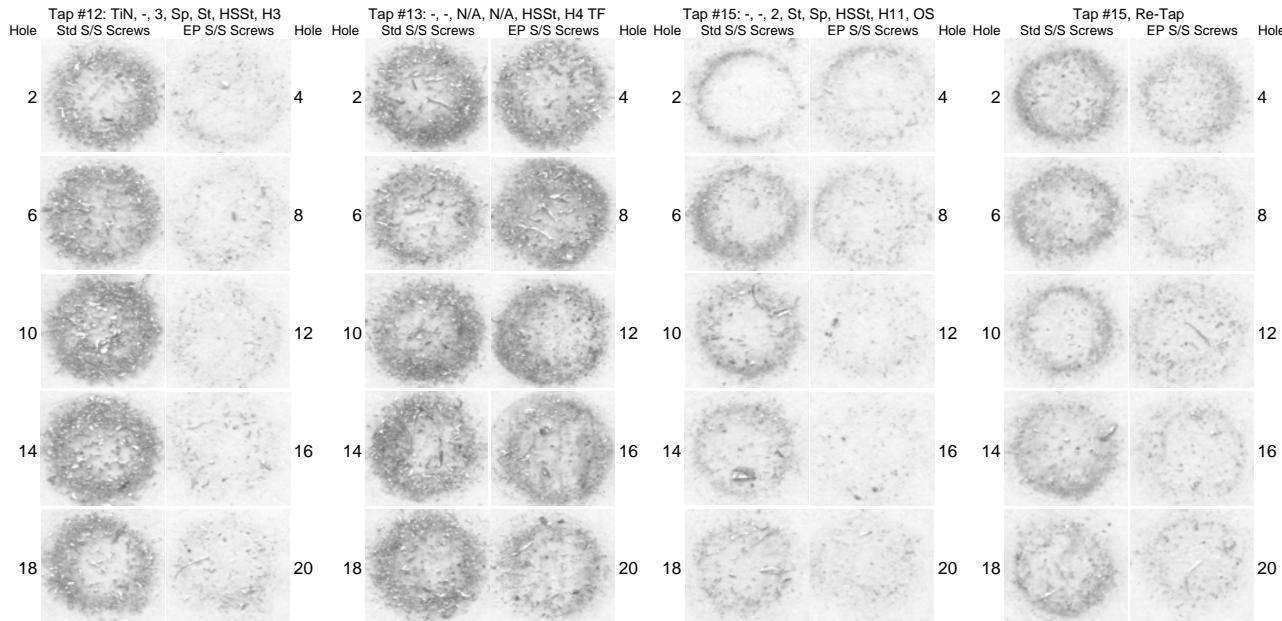 Tap #12: TiN, -, 3, Sp, St, HSSt, H3
Hole Std S/S Screws EP S/S Screws Hole
2 4
6 8
10 12
14 16
18 20
Tap #13: -, -, N/A, N/A, HSSt, H4 TF
Std S/S Screws EP S/S Screws Hole
2 4
6 8
10 12
14 16
18 20
Tap #15: -, -, 2, St, Sp, HSSt, H11, OS
Std S/S Screws EP S/S Screws Hole
2 4
6 8
10 12
14 16
18 20
Tap #15, Re-Tap
Hole Std S/S Screws EP S/S Screws Hole
2 4
6 8
10 12
14 16
18 20